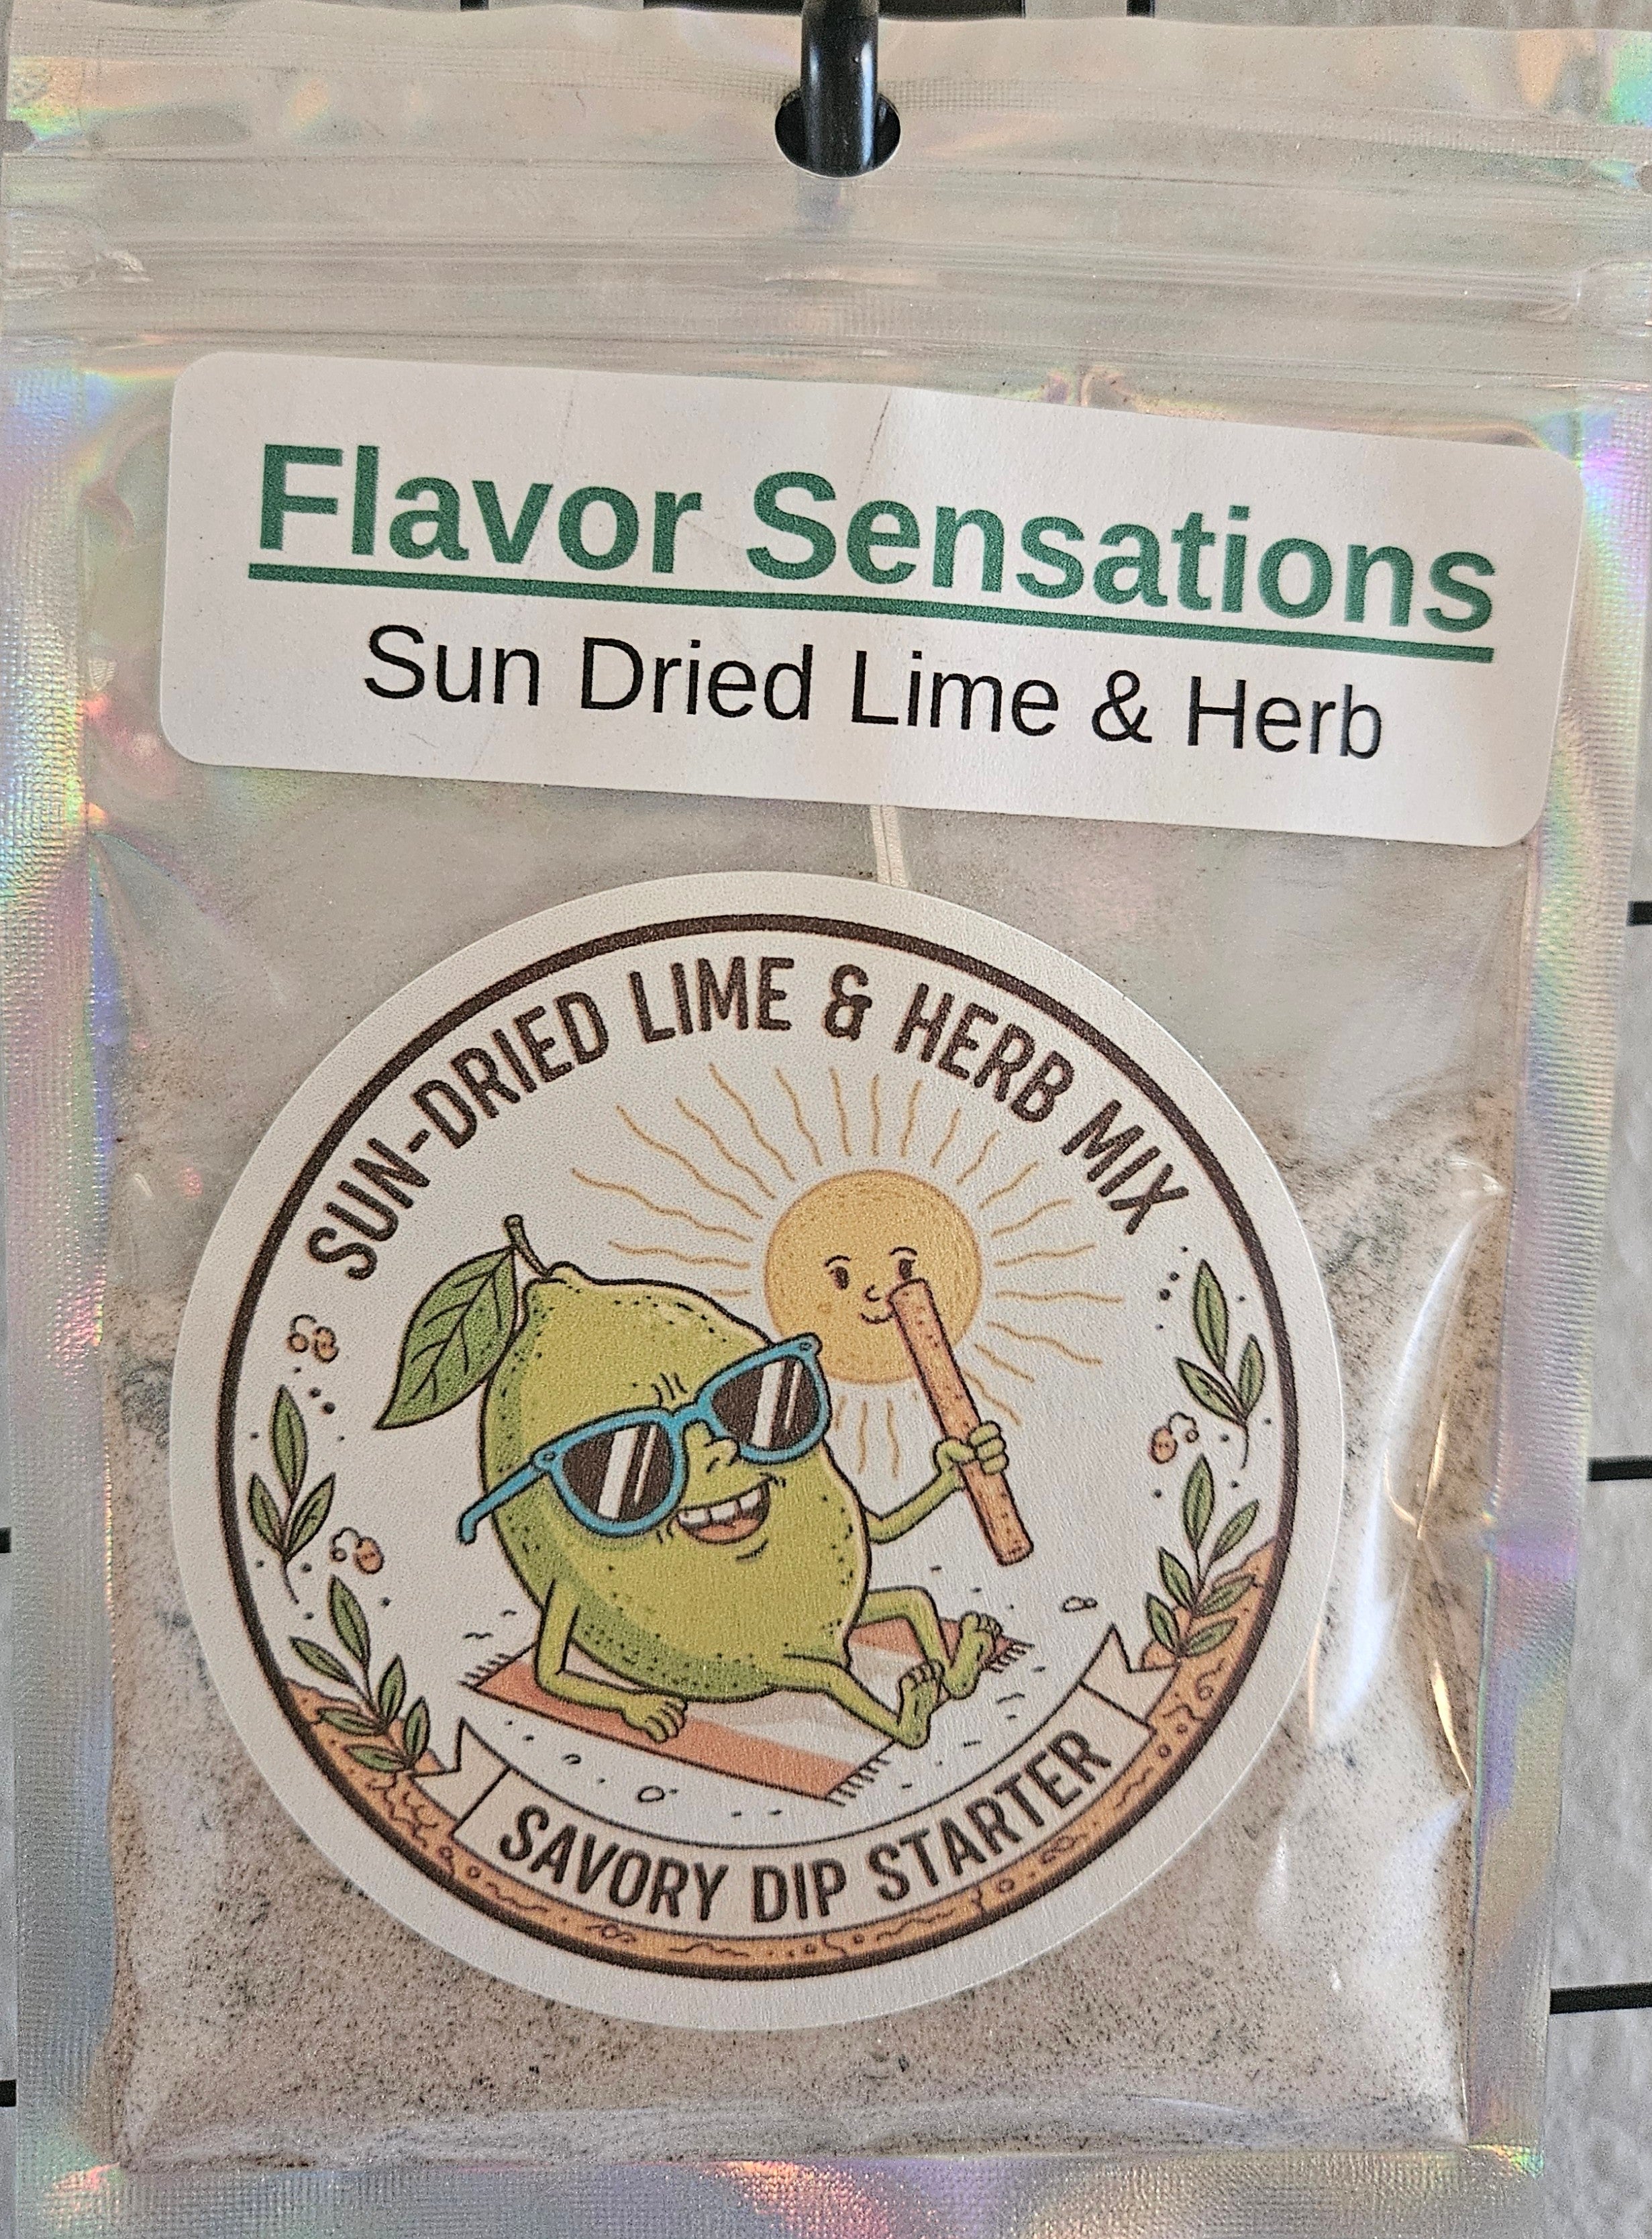 Flavor Sensations
Sun Dried Lime & Herb
SUN-DRIED LIME & HERB MIX
SAVORY DIP STARTER